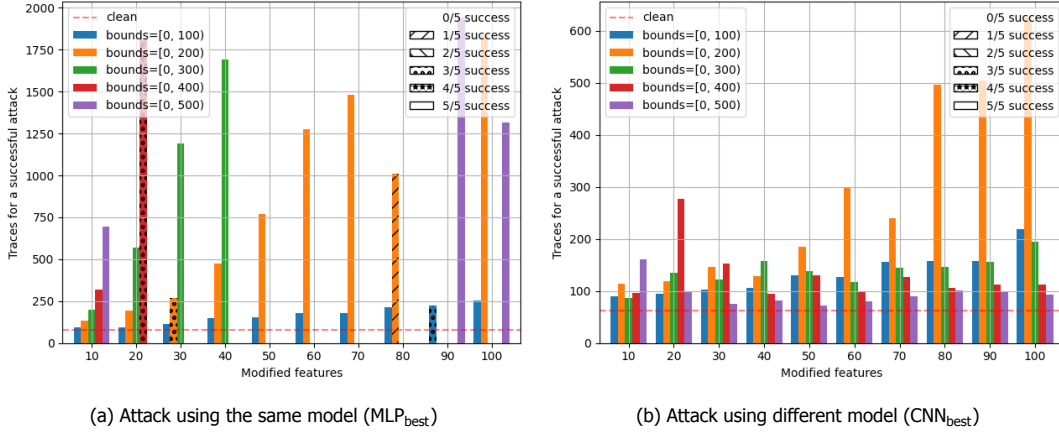 2000
1750
1500
1250
1000
750
500
250
0
Traces for a successful attack
clean
bounds=[0, 100)
bounds=[0, 200)
bounds=[0, 300)
bounds=[0, 400)
bounds=[0, 500)
0/5 success
1/5 success
2/5 success
3/5 success
4/5 success
5/5 success
10 20 30 40 50 60 70 80 90 100
Modified features
(a) Attack using the same model (MLPbest)
600
500
400
300
200
100
0
Traces for a successful attack
clean
bounds=[0, 100)
bounds=[0, 200)
bounds=[0, 300)
bounds=[0, 400)
bounds=[0, 500)
0/5 success
1/5 success
2/5 success
3/5 success
4/5 success
5/5 success
10 20 30 40 50 60 70 80 90 100
Modified features
(b) Attack using different model (CNNbest)